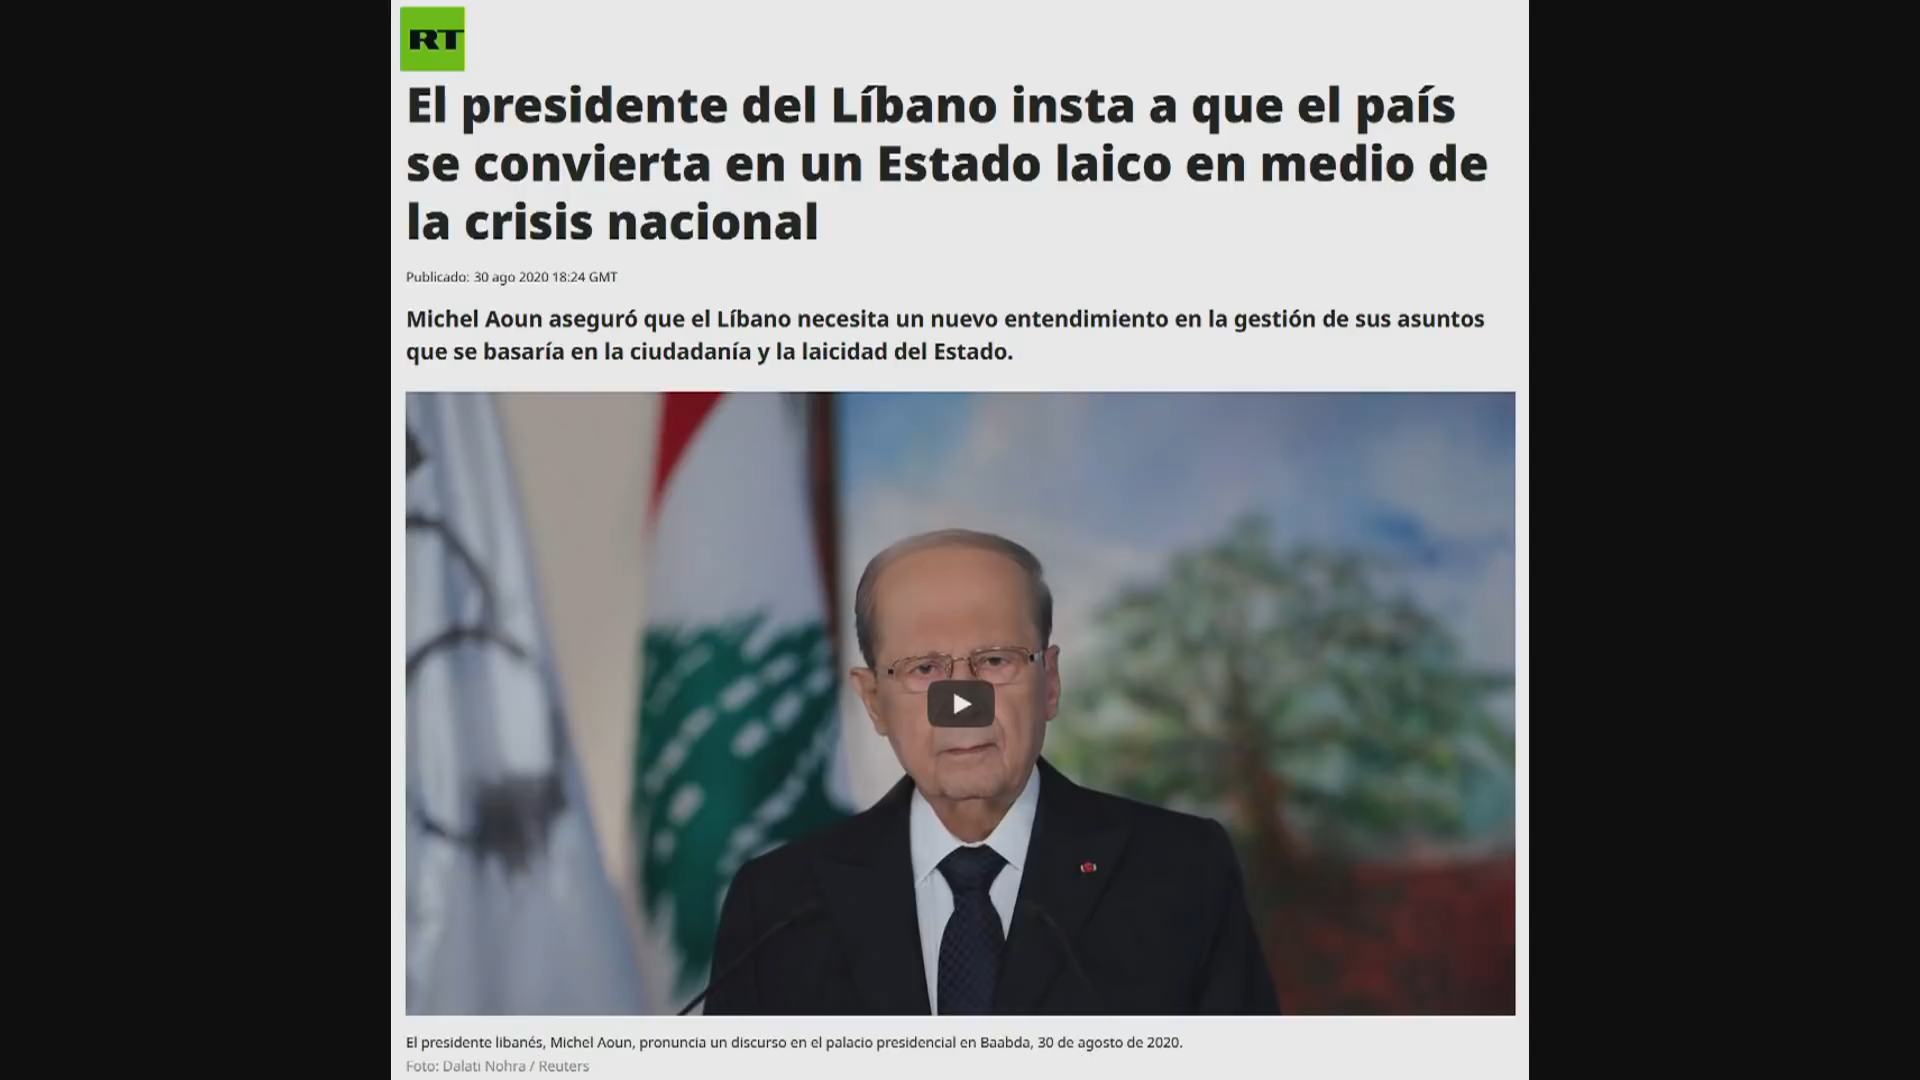 RT
El presidente del Líbano insta a que el país
se convierta en un Estado laico en medio de
la crisis nacional
Publicado: 30 ago 2020 18:24 GMT
Michel Aoun aseguró que el Líbano necesita un nuevo entendimiento en la gestión de sus asuntos
que se basaría en la ciudadanía y la laicidad del Estado.
El presidente libanés, Michel Aoun, pronuncia un discurso en el palacio presidencial en Baabda, 30 de agosto de 2020.
Foto: Dalati Nohra / Reuters